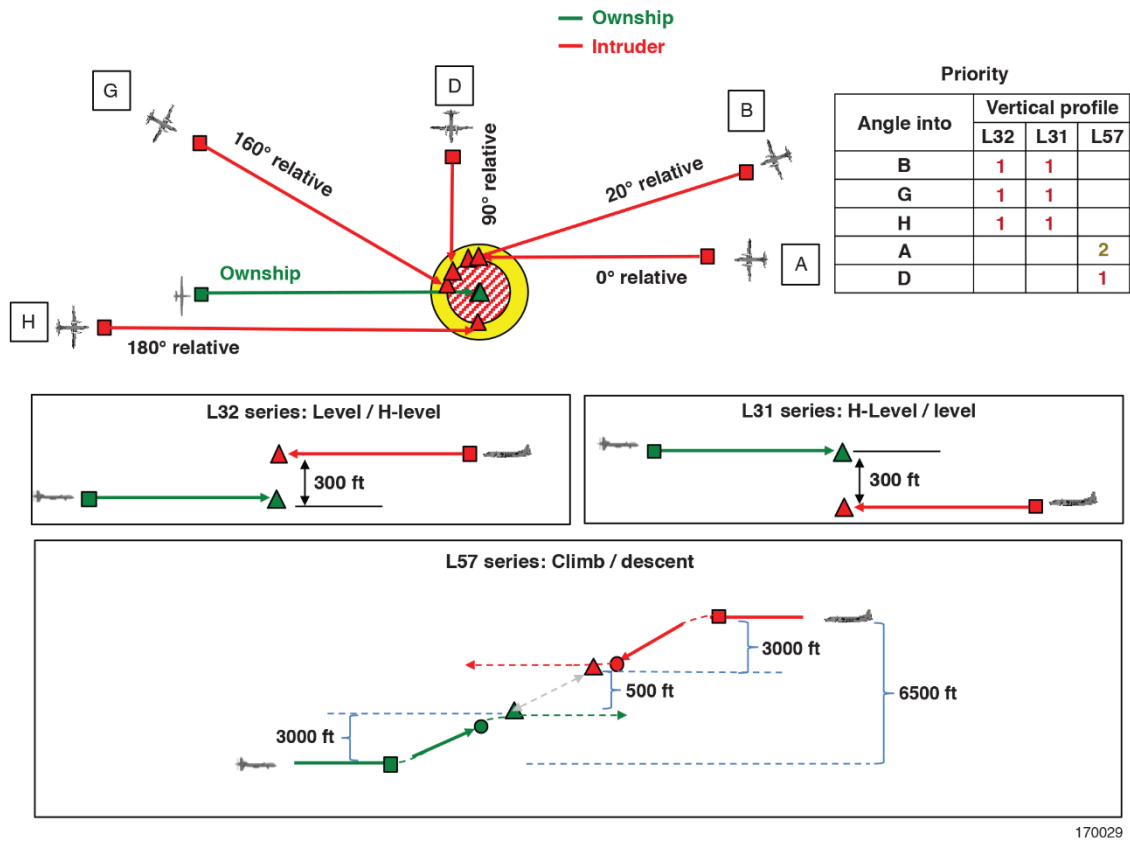 Ownship
Intruder
G
D
B
A
H
160° relative
90° relative
20° relative
0° relative
Ownship
180° relative
Priority
Angle into
Vertical profile
L32 L31 L57
B 1 1
G 1 1
H 1 1
A 2
D 1
L32 series: Level / H-level
300 ft
L31 series: H-Level / level
300 ft
L57 series: Climb / descent
3000 ft
500 ft
6500 ft
3000 ft
170029